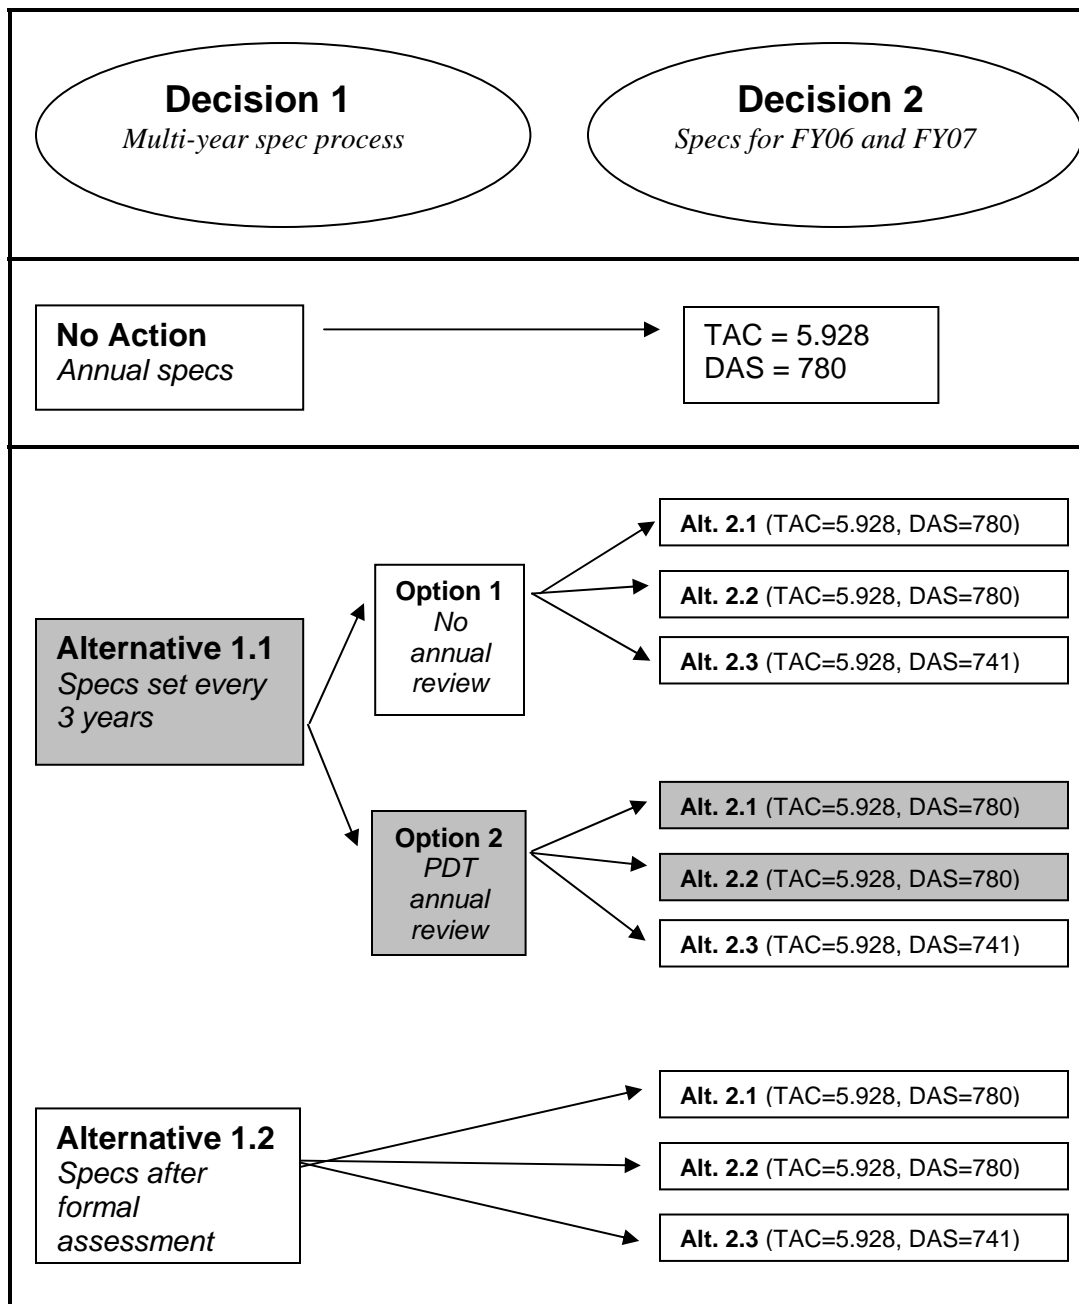 Decision 1
Multi-year spec process
Decision 2
Specs for FY06 and FY07
No Action
Annual specs
TAC = 5.928
DAS = 780
Alternative 1.1
Specs set every
3 years
Option 1
No
annual
review
Alt. 2.1 (TAC=5.928, DAS=780)
Alt. 2.2 (TAC=5.928, DAS=780)
Alt. 2.3 (TAC=5.928, DAS=741)
Option 2
PDT
annual
review
Alt. 2.1 (TAC=5.928, DAS=780)
Alt. 2.2 (TAC=5.928, DAS=780)
Alt. 2.3 (TAC=5.928, DAS=741)
Alternative 1.2
Specs after
formal
assessment
Alt. 2.1 (TAC=5.928, DAS=780)
Alt. 2.2 (TAC=5.928, DAS=780)
Alt. 2.3 (TAC=5.928, DAS=741)